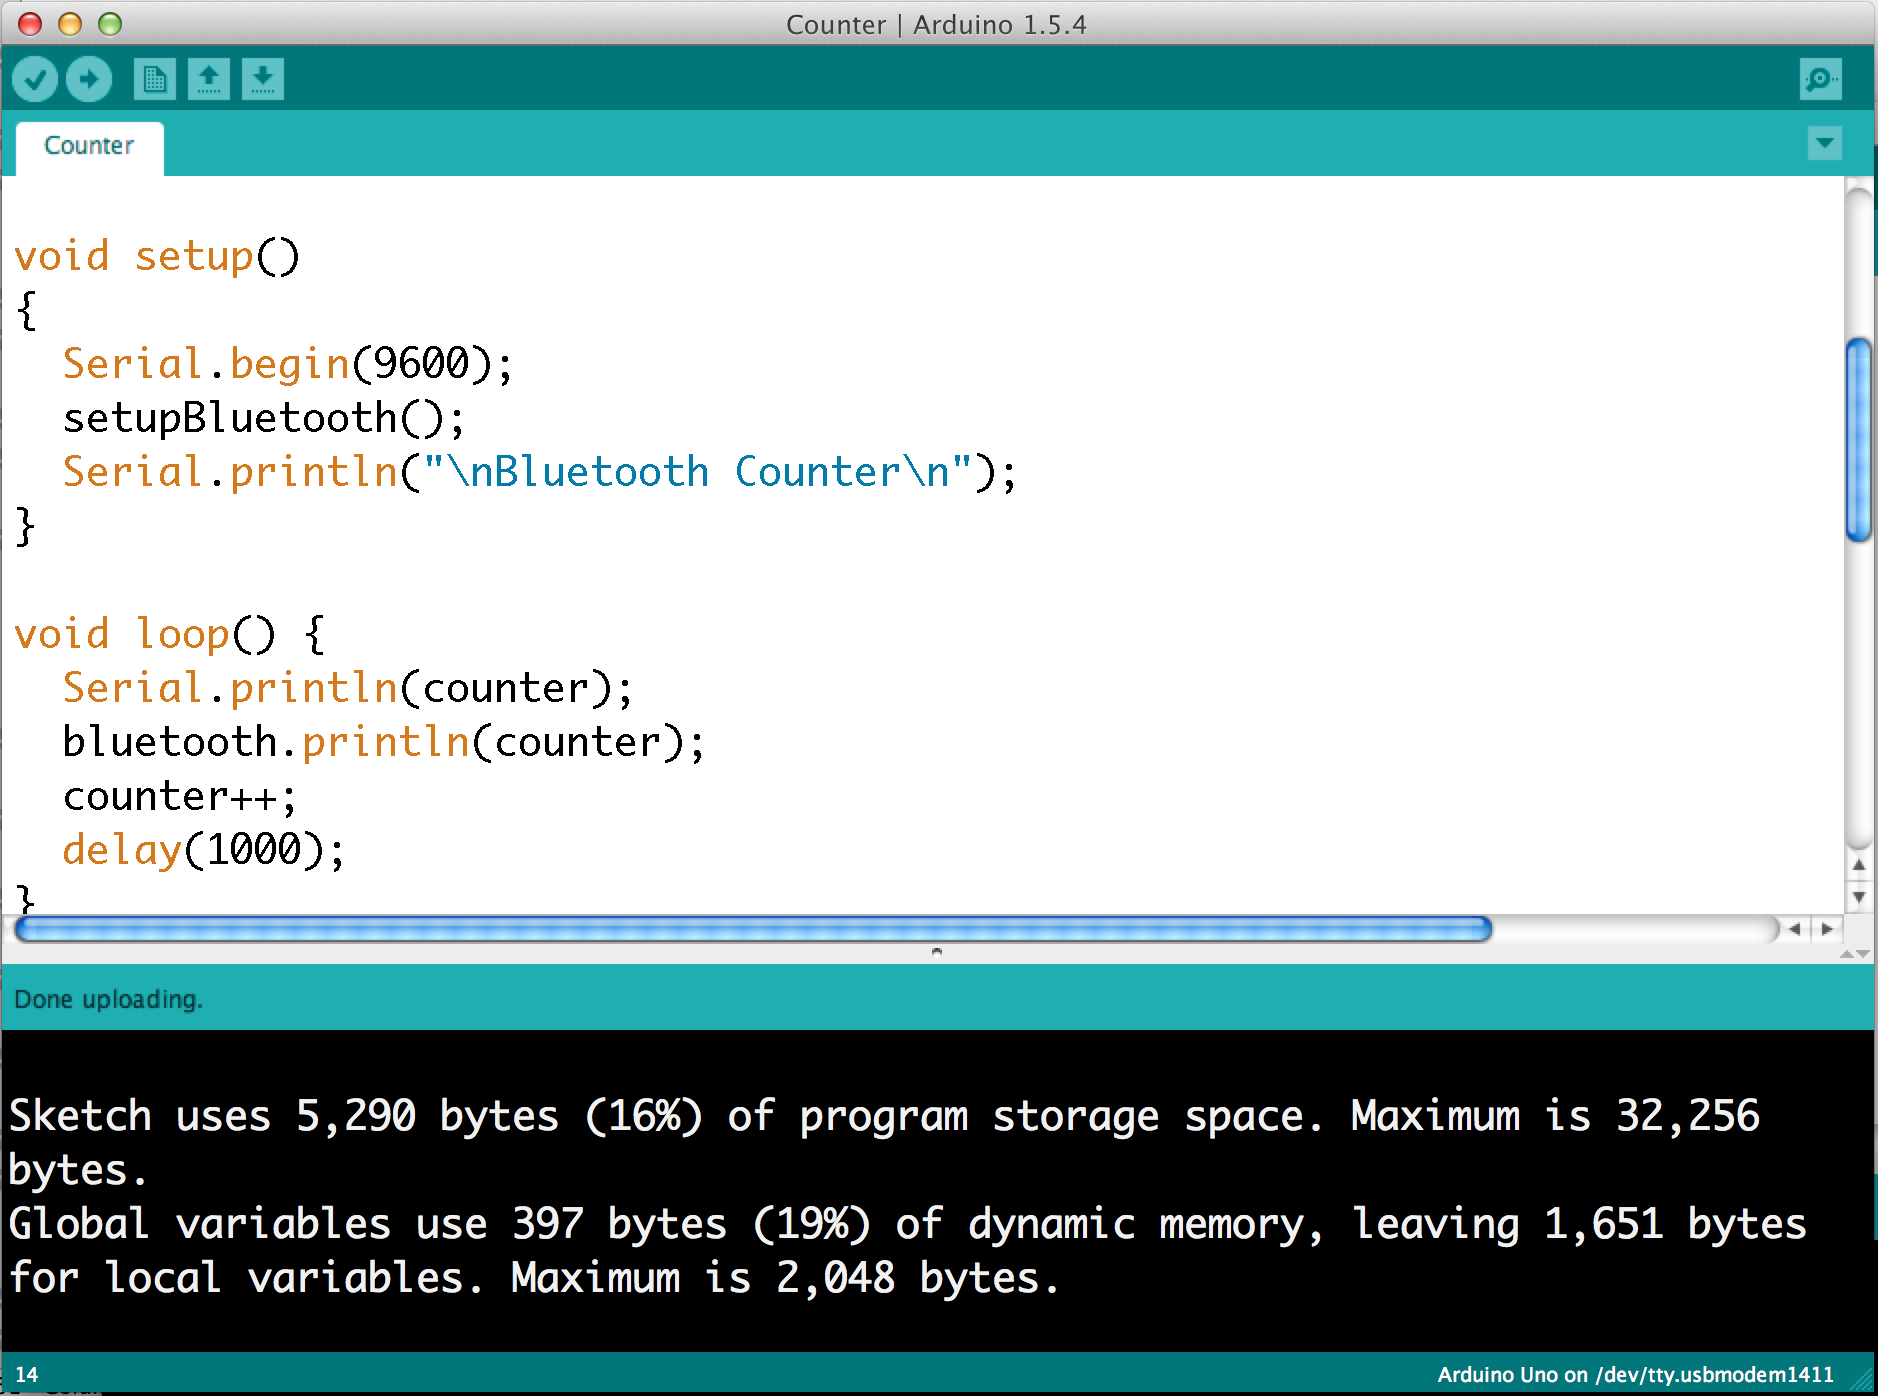 Counter | Arduino 1.5.4
Counter
void setup()
{
  Serial.begin(9600);
  setupBluetooth();
  Serial.println("\nBluetooth Counter\n");
}
void loop() {
  Serial.println(counter);
  bluetooth.println(counter);
  counter++;
  delay(1000);
}
Done uploading.
Sketch uses 5,290 bytes (16%) of program storage space. Maximum is 32,256
bytes.
Global variables use 397 bytes (19%) of dynamic memory, leaving 1,651 bytes
for local variables. Maximum is 2,048 bytes.
14
Arduino Uno on /dev/tty.usbmodem1411